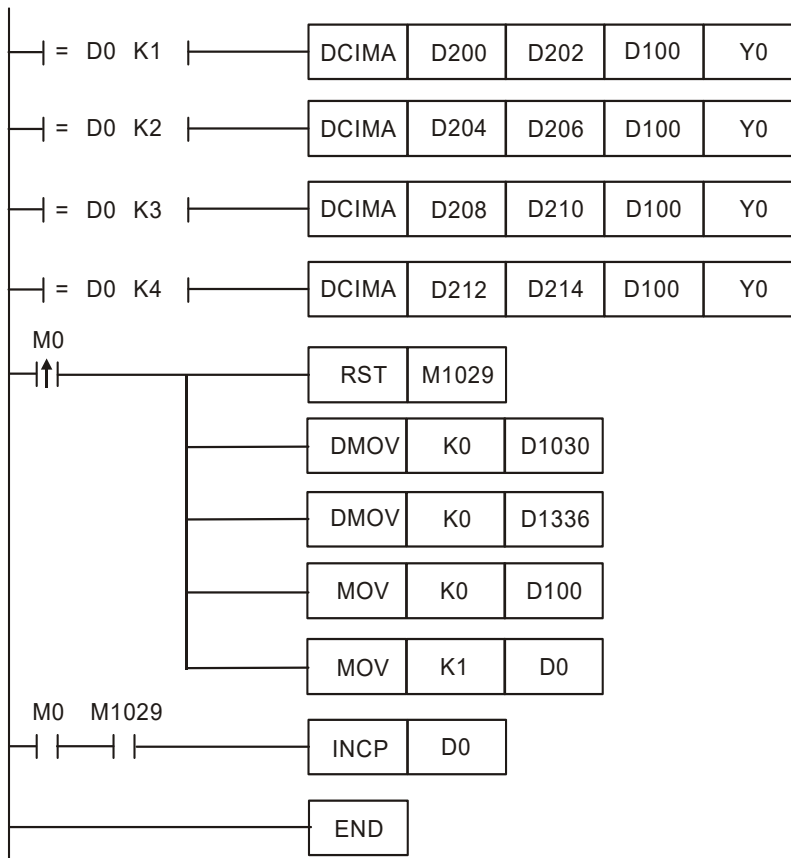 = D0 K1 DCIMA D200 D202 D100 Y0
= D0 K2 DCIMA D204 D206 D100 Y0
= D0 K3 DCIMA D208 D210 D100 Y0
= D0 K4 DCIMA D212 D214 D100 Y0
M0
RST M1029
DMOV K0 D1030
DMOV K0 D1336
MOV K0 D100
MOV K1 D0
M0 M1029
INCP D0
END